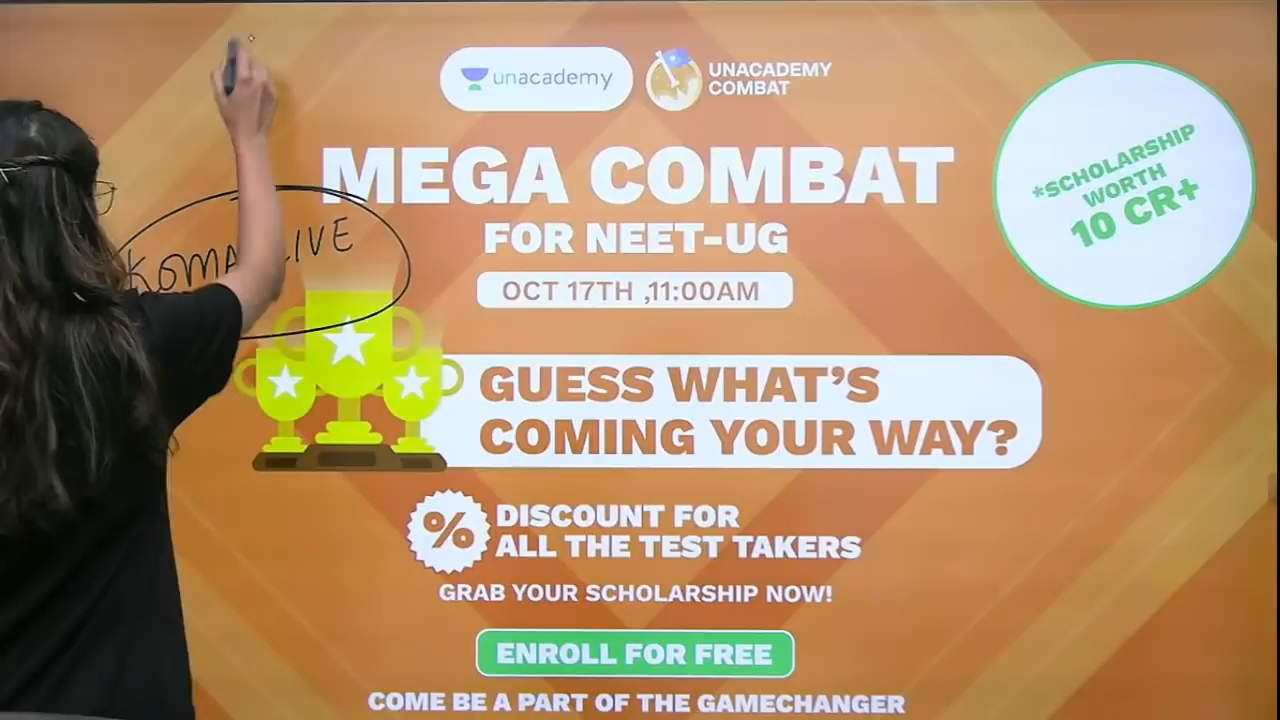 unacademy
UNACADEMY
COMBAT
MEGA COMBAT
FOR NEET-UG
OCT 17TH ,11:00AM
*SCHOLARSHIP
WORTH
10 CR+
GUESS WHAT'S
COMING YOUR WAY?
% DISCOUNT FOR
ALL THE TEST TAKERS
GRAB YOUR SCHOLARSHIP NOW!
ENROLL FOR FREE
COME BE A PART OF THE GAMECHANGER